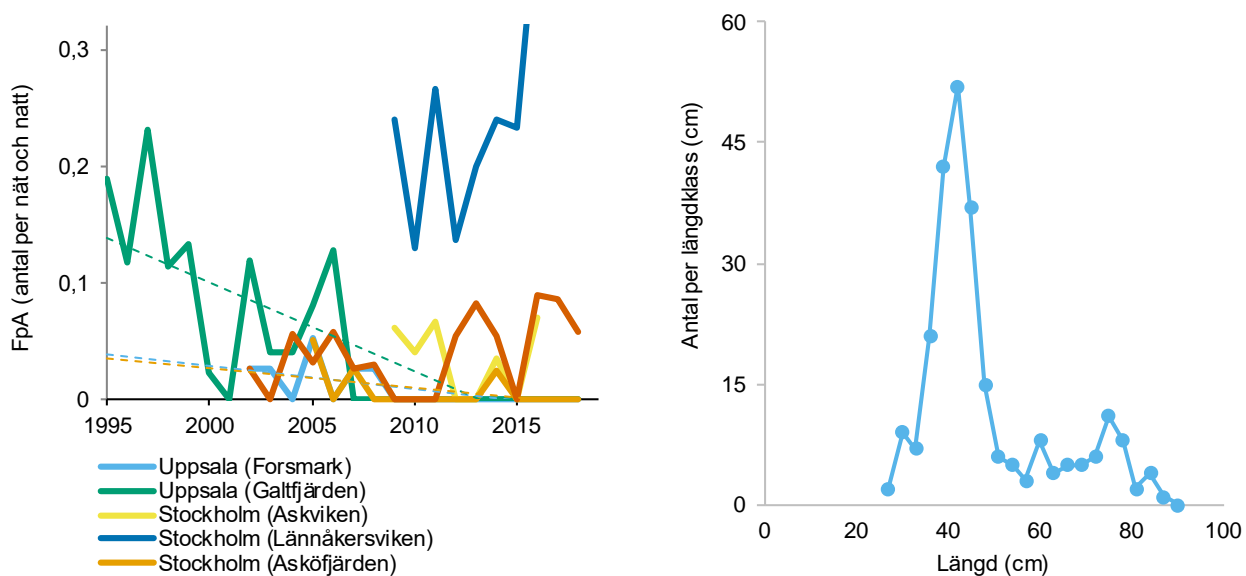 FpA (antal per nät och natt)
0,3
0,2
0,1
0
1995
2000
2005
2010
2015
Uppsala (Forsmark)
Uppsala (Galtfjärden)
Stockholm (Askviken)
Stockholm (Lännåkersviken)
Stockholm (Asköfjärden)
Antal per längdklass (cm)
60
45
30
15
0
0
20
40
60
80
100
Längd (cm)